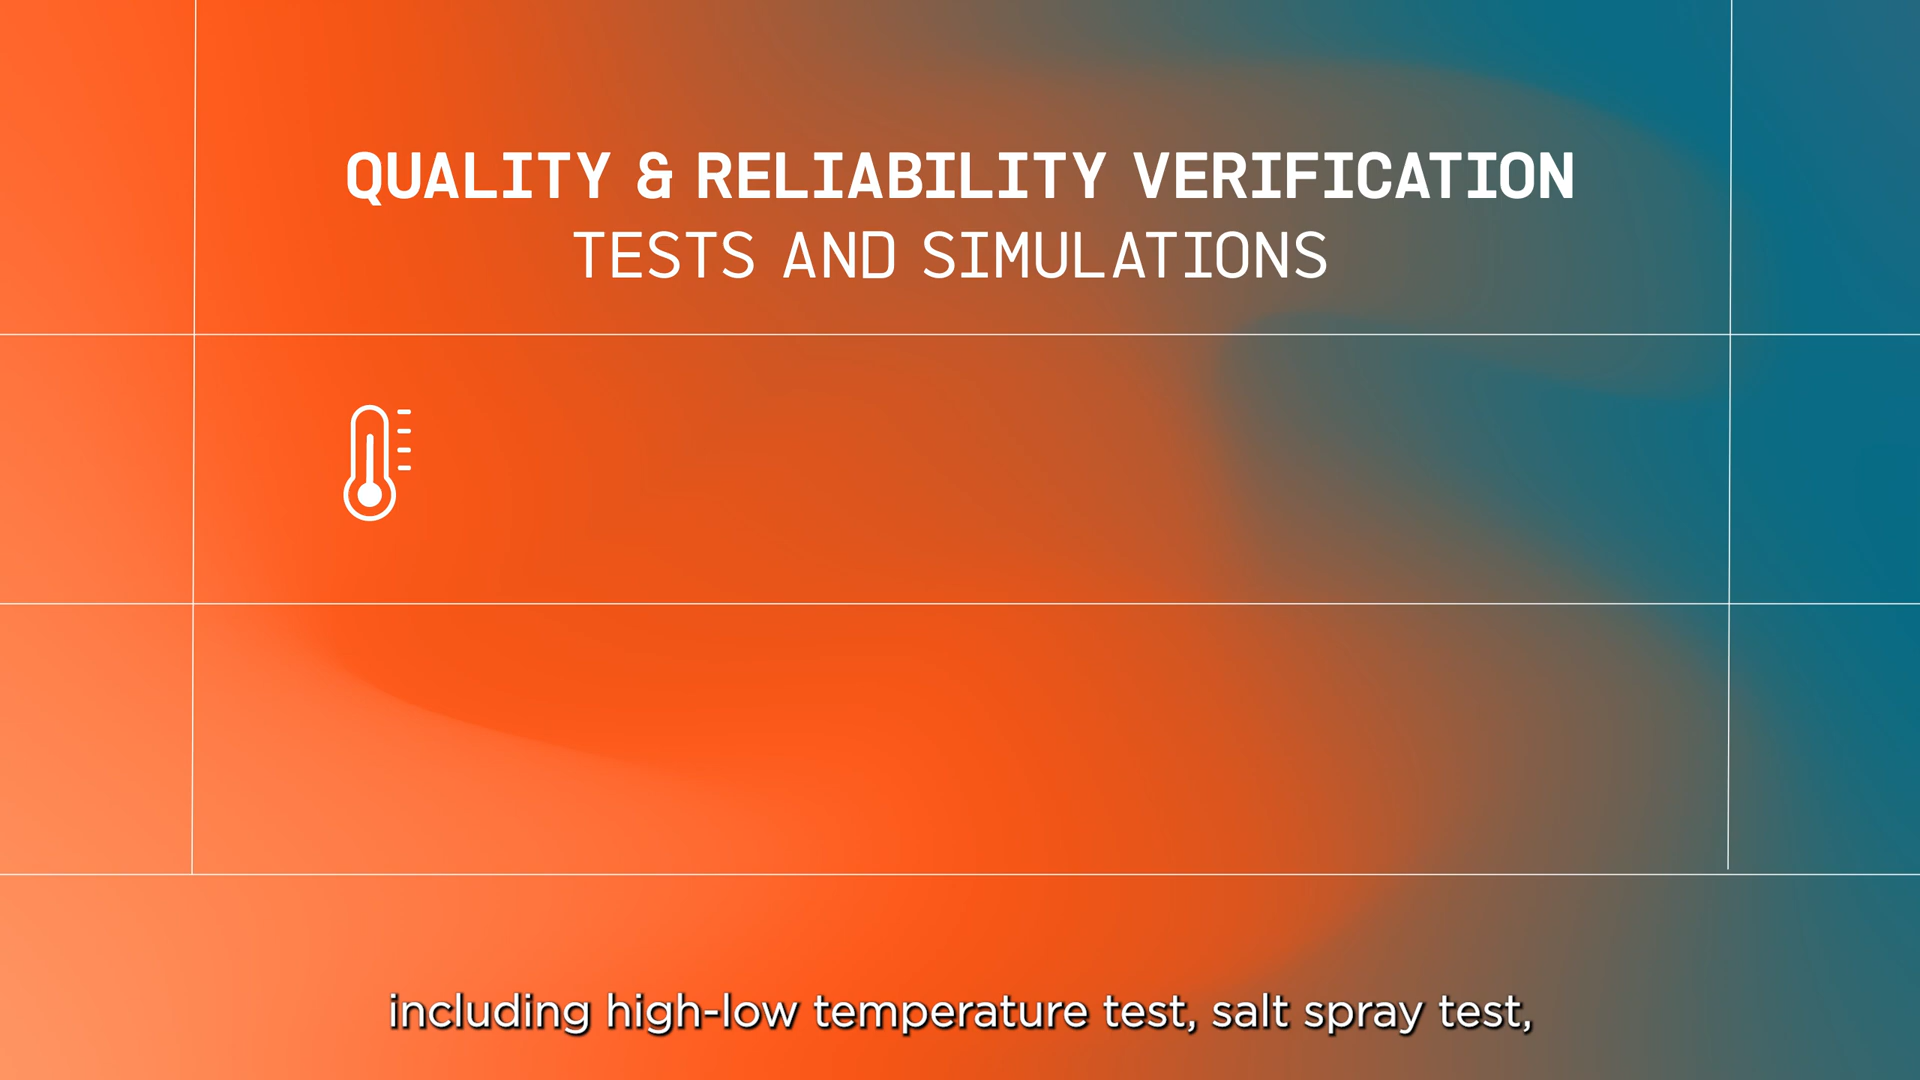 QUALITY & RELIABILITY VERIFICATION
TESTS AND SIMULATIONS
including high-low temperature test, salt spray test,